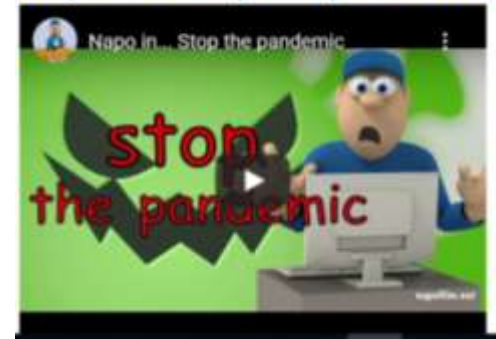 Napo in... Stop the pandemic
stop
the pandemic
napofilm.net